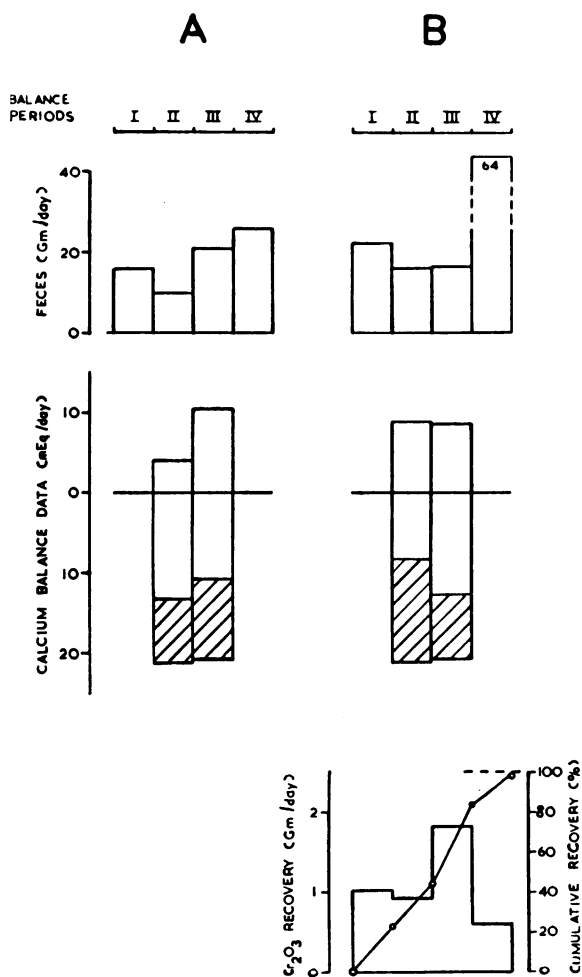 A B
BALANCE
PERIODS
I II III IV
I II III IV
FECES (Gm/day)
40
20
0
64
CALCIUM BALANCE DATA (mEq/day)
10
0
10
20
Cr2O3 RECOVERY (Gm/day)
2
1
0
100
80
60
40
20
0
CUMULATIVE RECOVERY (%)